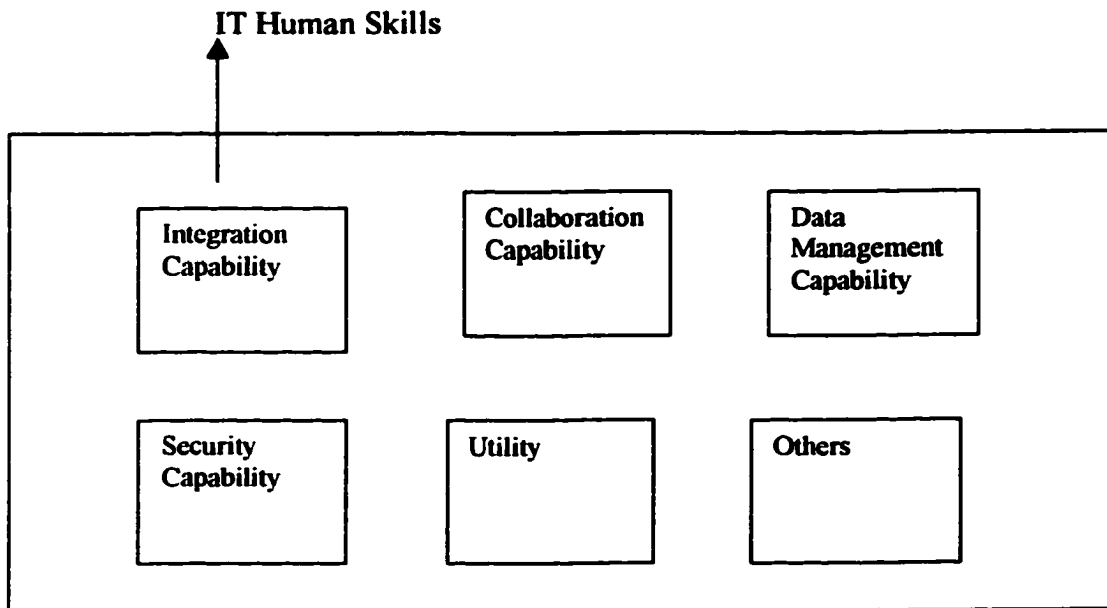 IT Human Skills
Integration
Capability
Collaboration
Capability
Data
Management
Capability
Security
Capability
Utility
Others